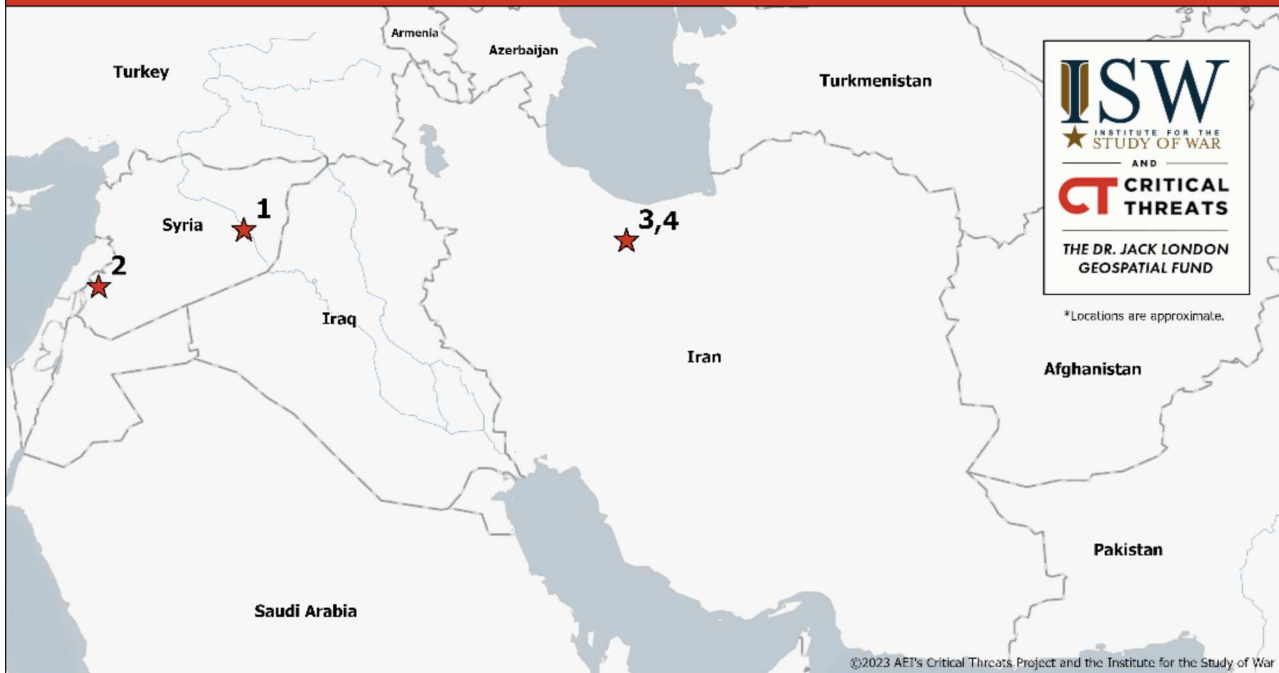 Armenia
Azerbaijan
Turkey
Turkmenistan
ISW
INSTITUTE FOR THE
STUDY OF WAR
AND
CT CRITICAL
THREATS
THE DR. JACK LONDON
GEOSPATIAL FUND
*Locations are approximate.
1
Syria
3,4
2
Iraq
Iran
Afghanistan
Pakistan
Saudi Arabia
©2023 AEI's Critical Threats Project and the Institute for the Study of War